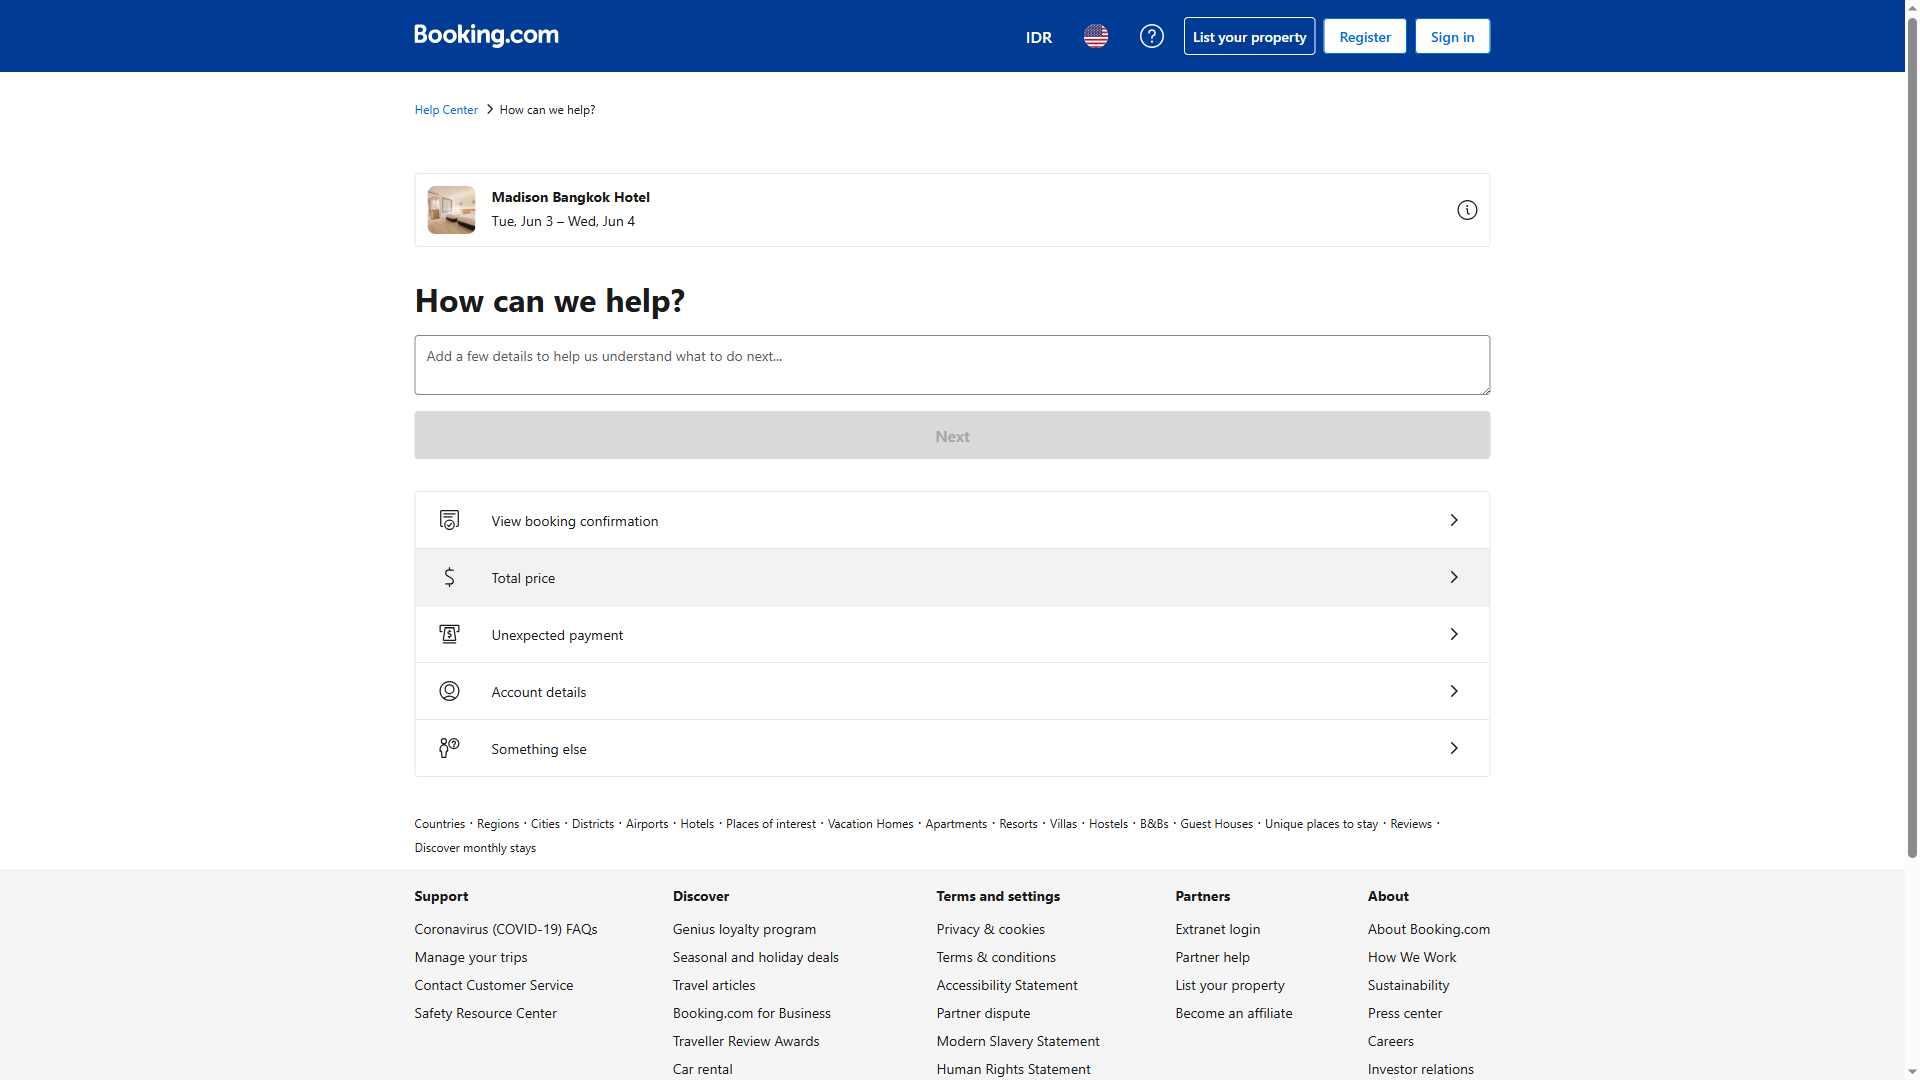 Booking.com
IDR
List your property
Register
Sign in
Help Center
How can we help?
Madison Bangkok Hotel
Tue, Jun 3 – Wed, Jun 4
How can we help?
Add a few details to help us understand what to do next...
Next
View booking confirmation
Total price
Unexpected payment
Account details
Something else
Countries · Regions · Cities · Districts · Airports · Hotels · Places of interest · Vacation Homes · Apartments · Resorts · Villas · Hostels · B&Bs · Guest Houses · Unique places to stay · Reviews ·
Discover monthly stays
Support
Coronavirus (COVID-19) FAQs
Manage your trips
Contact Customer Service
Safety Resource Center
Discover
Genius loyalty program
Seasonal and holiday deals
Travel articles
Booking.com for Business
Traveller Review Awards
Car rental
Terms and settings
Privacy & cookies
Terms & conditions
Accessibility Statement
Partner dispute
Modern Slavery Statement
Human Rights Statement
Partners
Extranet login
Partner help
List your property
Become an affiliate
About
About Booking.com
How We Work
Sustainability
Press center
Careers
Investor relations